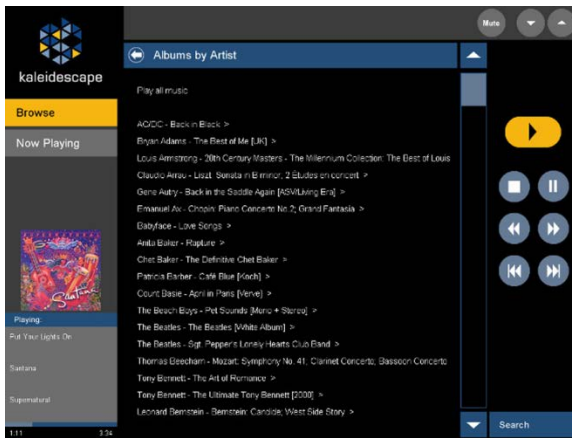 Mute
kaleidescape
Albums by Artist
Browse
Now Playing
Play all music
AC/DC - Back in Black >
Bryan Adams - The Best of Me [UK] >
Louis Armstrong - 20th Century Masters - The Millennium Collection: The Best of Louis
Claudio Arrau - Liszt: Sonata in B minor; 2 Études en concert >
Gene Autry - Back in the Saddle Again [ASV/Living Era] >
Emanuel Ax - Chopin: Piano Concerto No.2; Grand Fantasia >
Babyface - Love Songs >
Anita Baker - Rapture >
Chet Baker - The Definitive Chet Baker >
Patricia Barber - Café Blue [Koch] >
Count Basie - April in Paris [Verve] >
The Beach Boys - Pet Sounds [Mono + Stereo] >
The Beatles - The Beatles [White Album] >
The Beatles - Sgt. Pepper's Lonely Hearts Club Band >
Thomas Beecham - Mozart: Symphony No. 41; Clarinet Concerto; Bassoon Concerto
Tony Bennett - The Art of Romance >
Tony Bennett - The Ultimate Tony Bennett [2000] >
Leonard Bernstein - Bernstein: Candide; West Side Story >
Santana
Playing:
Put Your Lights On
Santana
Supernatural
1:11
3:34
Search